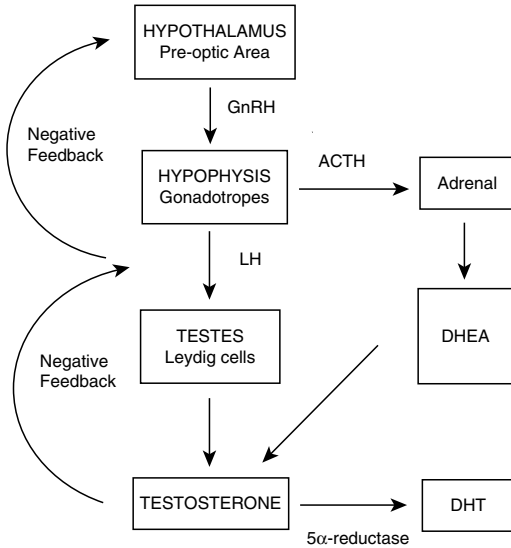 HYPOTHALAMUS
Pre-optic Area
GnRH
Negative
Feedback
HYPOPHYSIS
Gonadotropes
ACTH
Adrenal
LH
TESTES
Leydig cells
DHEA
Negative
Feedback
TESTOSTERONE
5α-reductase
DHT